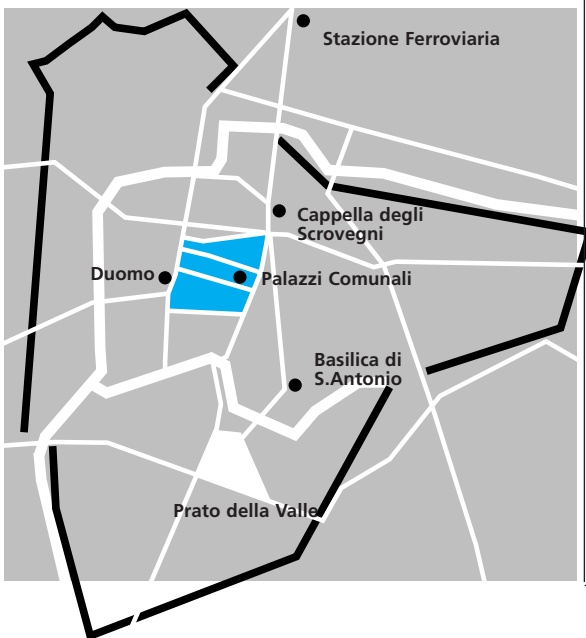 Stazione Ferroviaria
Cappella degli
Scrovegni
Duomo
Palazzi Comunali
Basilica di
S.Antonio
Prato della Valle